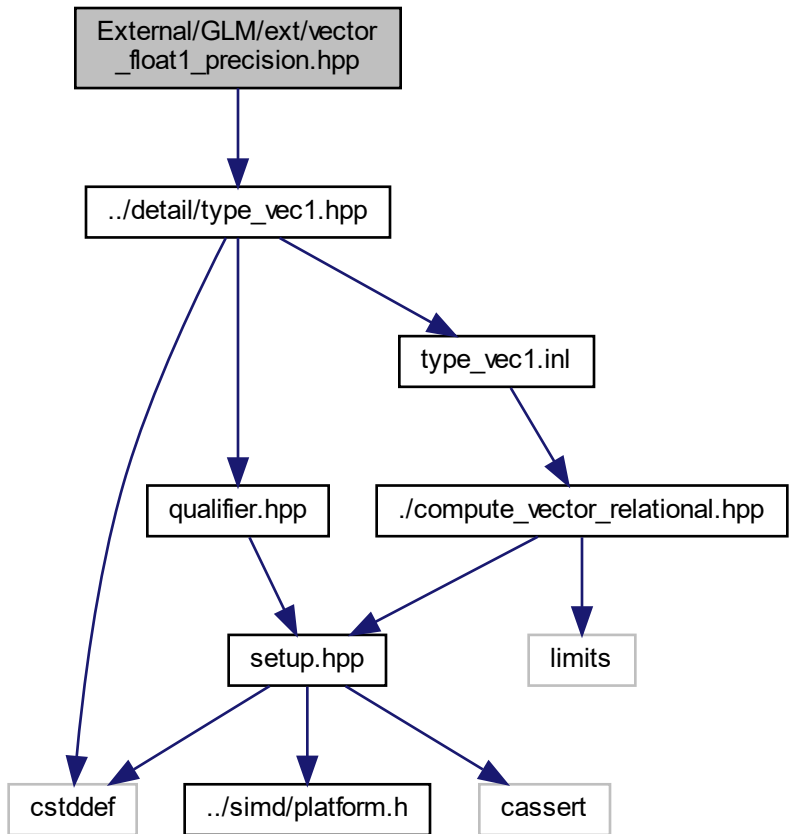 External/GLM/ext/vector
_float1_precision.hpp
../detail/type_vec1.hpp
type_vec1.inl
qualifier.hpp
./compute_vector_relational.hpp
setup.hpp
limits
cstddef
../simd/platform.h
cassert